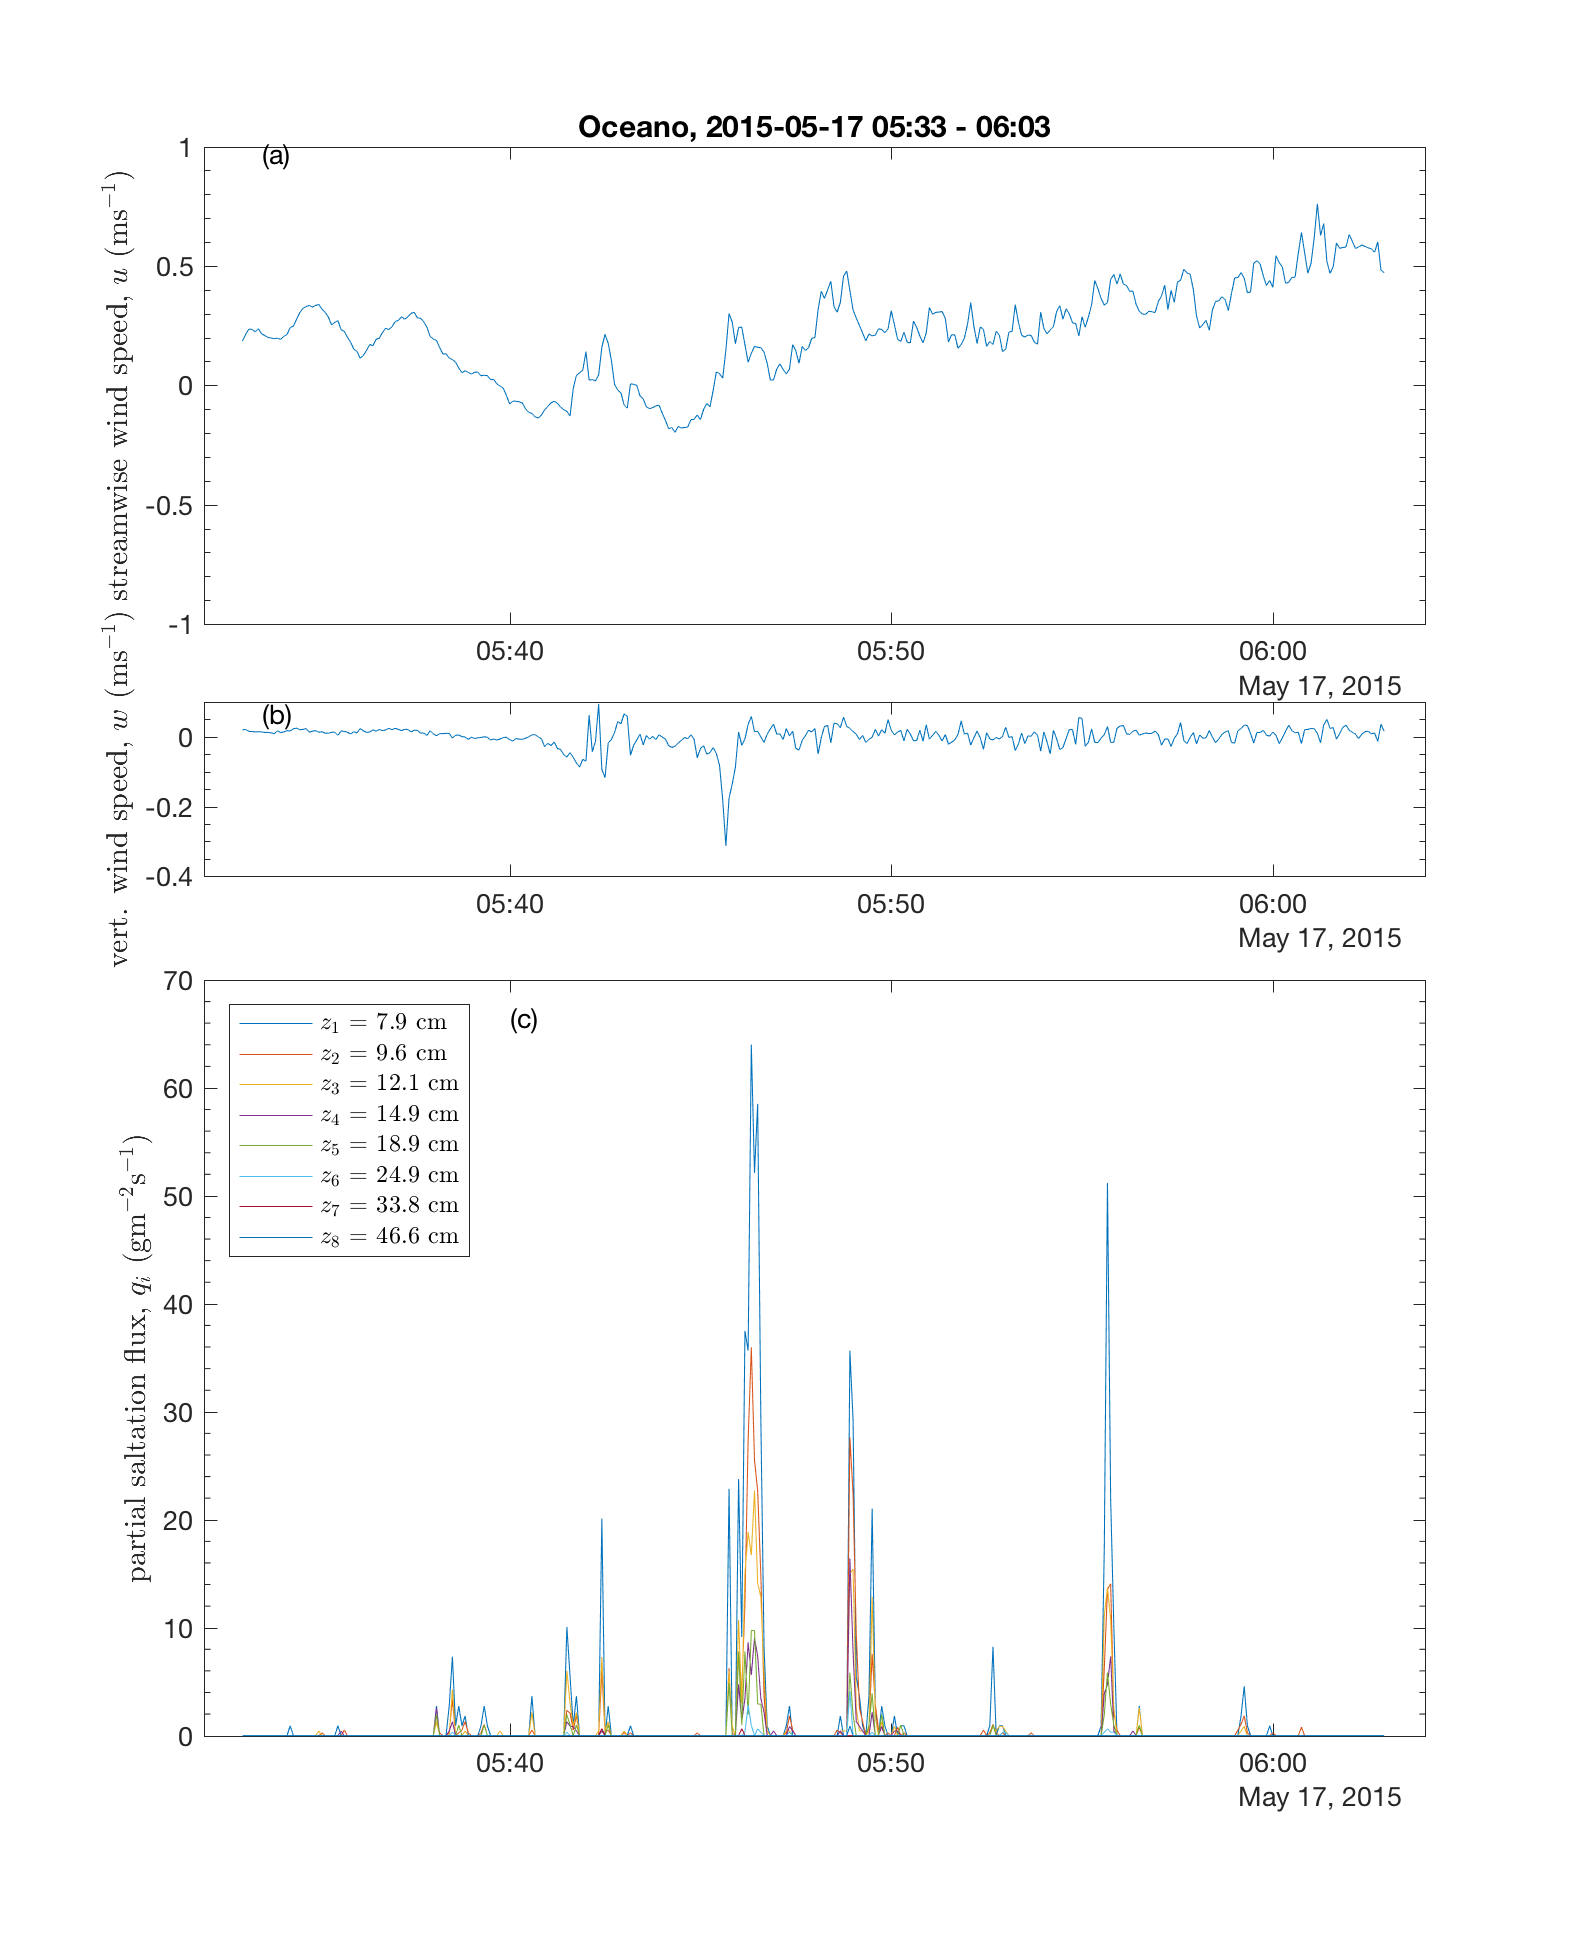 Oceano, 2015-05-17 05:33 - 06:03
(a)
streamwise wind speed, u (ms⁻¹)
1
0.5
0
-0.5
-1
05:40 05:50 06:00
May 17, 2015
(b)
vert. wind speed, w (ms⁻¹)
0
-0.2
-0.4
05:40 05:50 06:00
May 17, 2015
(c)
partial saltation flux, qᵢ (gm⁻²s⁻¹)
70
60
50
40
30
20
10
0
z₁ = 7.9 cm
z₂ = 9.6 cm
z₃ = 12.1 cm
z₄ = 14.9 cm
z₅ = 18.9 cm
z₆ = 24.9 cm
z₇ = 33.8 cm
z₈ = 46.6 cm
05:40 05:50 06:00
May 17, 2015